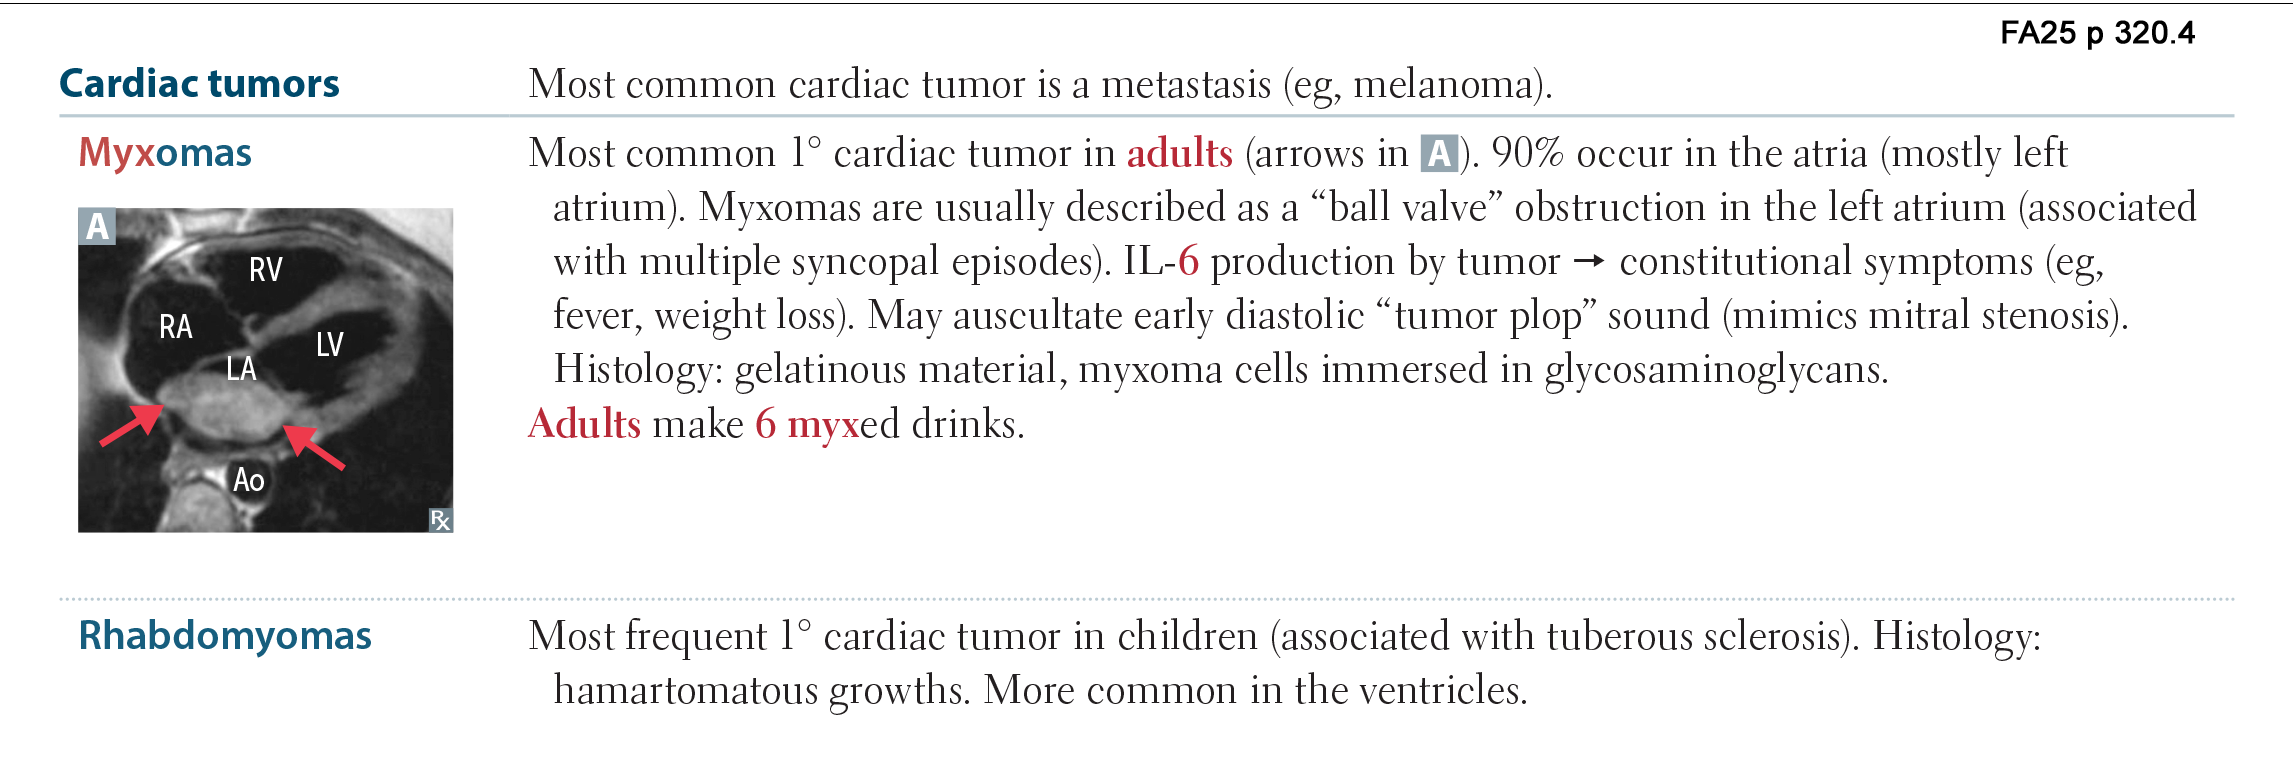 FA25 p 320.4
Cardiac tumors
Most common cardiac tumor is a metastasis (eg, melanoma).
Myxomas
Most common 1° cardiac tumor in adults (arrows in A). 90% occur in the atria (mostly left
atrium). Myxomas are usually described as a “ball valve” obstruction in the left atrium (associated
with multiple syncopal episodes). IL-6 production by tumor → constitutional symptoms (eg,
fever, weight loss). May auscultate early diastolic “tumor plop” sound (mimics mitral stenosis).
Histology: gelatinous material, myxoma cells immersed in glycosaminoglycans.
Adults make 6 myxed drinks.
A
RV
RA
LV
LA
Ao
Rx
Rhabdomyomas
Most frequent 1° cardiac tumor in children (associated with tuberous sclerosis). Histology:
hamartomatous growths. More common in the ventricles.